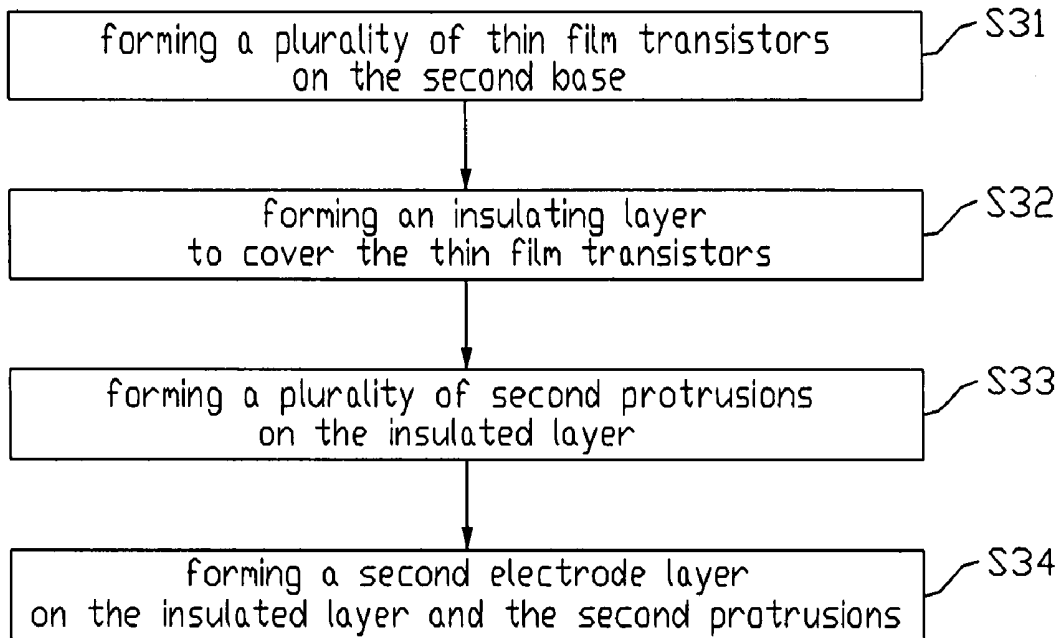 forming a plurality of thin film transistors
on the second base
S31
forming an insulating layer
to cover the thin film transistors
S32
forming a plurality of second protrusions
on the insulated layer
S33
forming a second electrode layer
on the insulated layer and the second protrusions
S34